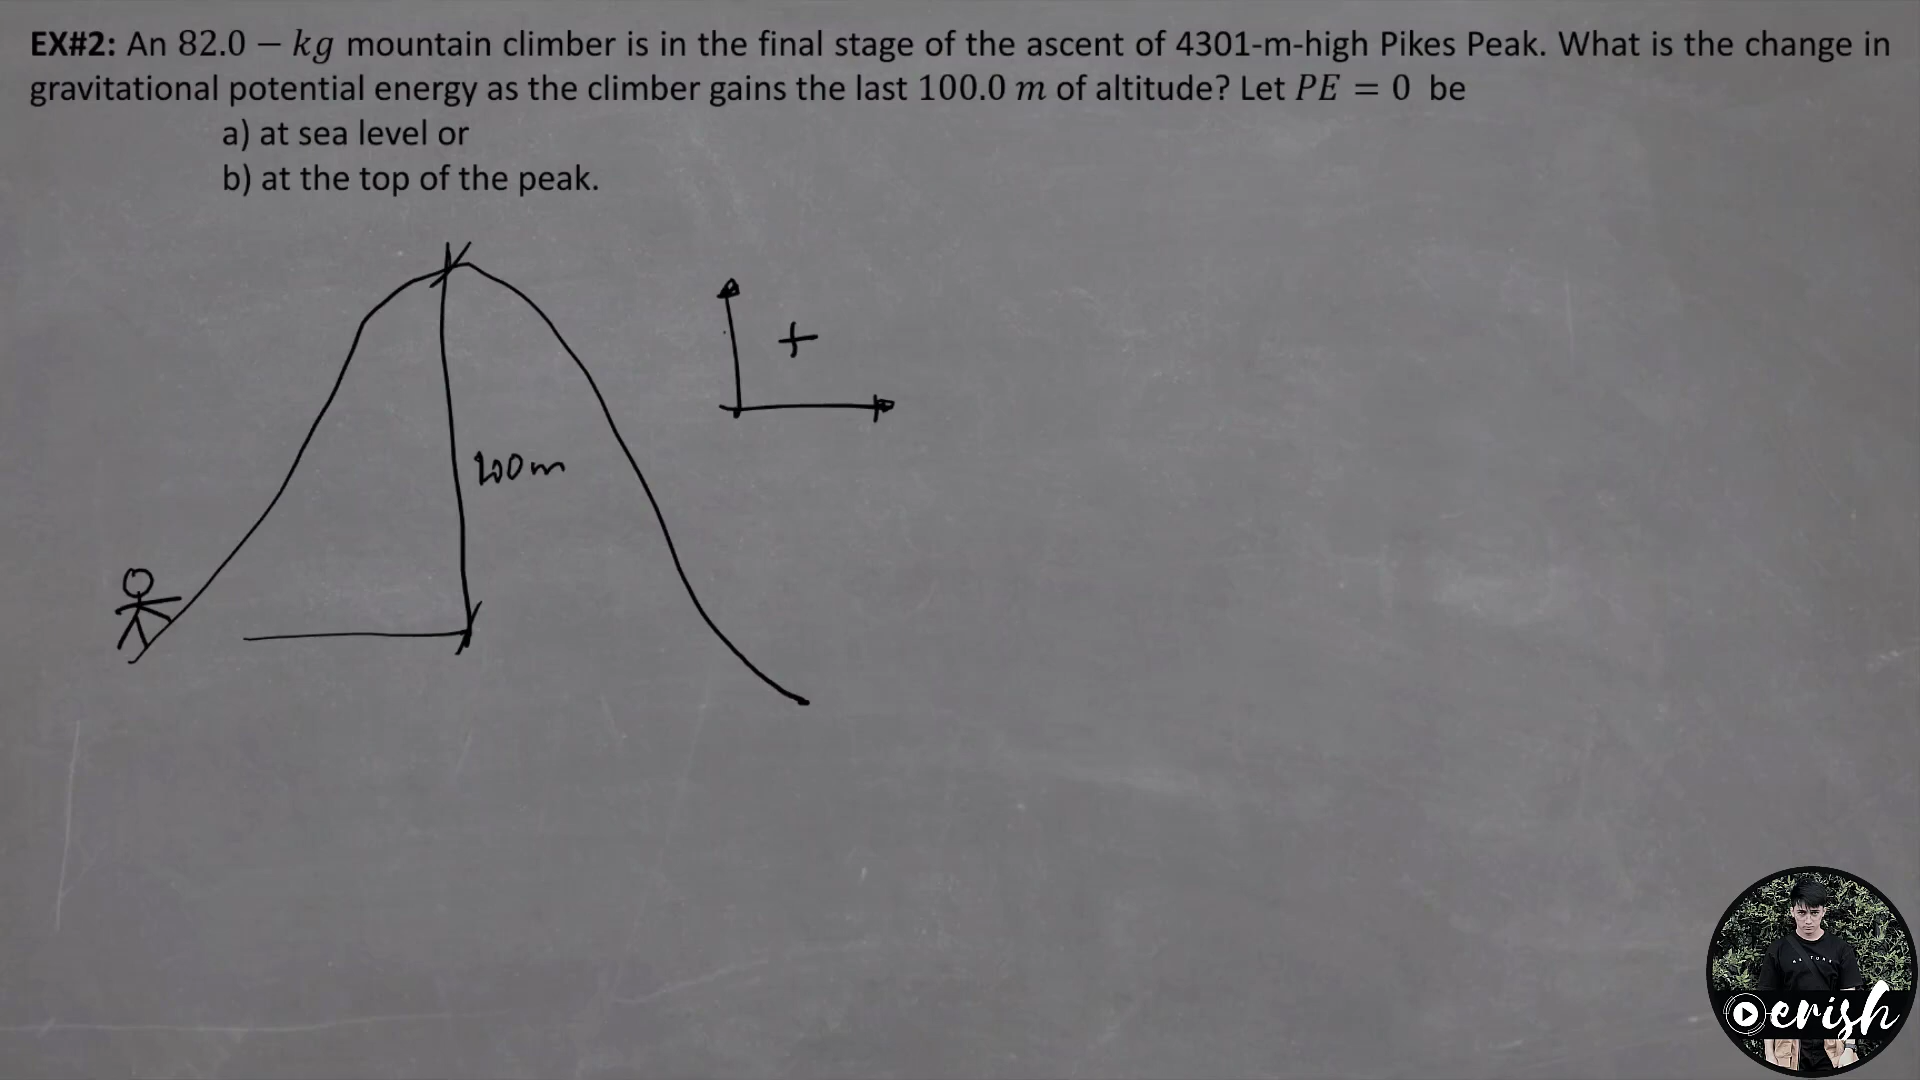 EX#2: An 82.0 − kg mountain climber is in the final stage of the ascent of 4301-m-high Pikes Peak. What is the change in
gravitational potential energy as the climber gains the last 100.0 m of altitude? Let PE = 0 be
a) at sea level or
b) at the top of the peak.
+
100m
erish